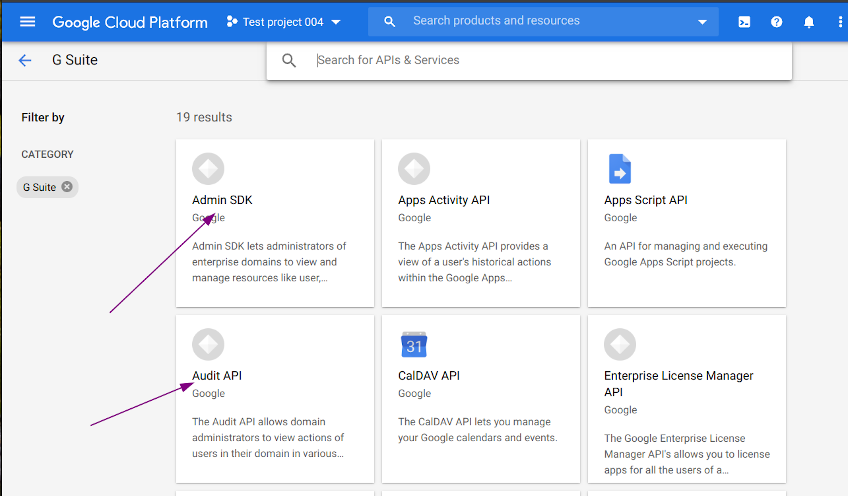 Google Cloud Platform
Test project 004
Search products and resources
G Suite
Search for APIs & Services
Filter by
19 results
CATEGORY
G Suite
Admin SDK
Google
Admin SDK lets administrators of
enterprise domains to view and
manage resources like user,...
Apps Activity API
Google
The Apps Activity API provides a
view of a user's historical actions
within the Google Apps...
Apps Script API
Google
An API for managing and executing
Google Apps Script projects.
Audit API
Google
The Audit API allows domain
administrators to view actions of
users in their domain in various...
31
CalDAV API
Google
The CalDAV API lets you manage
your Google calendars and events.
Enterprise License Manager
API
Google
The Google Enterprise License
Manager API's allows you to license
apps for all the users of a...